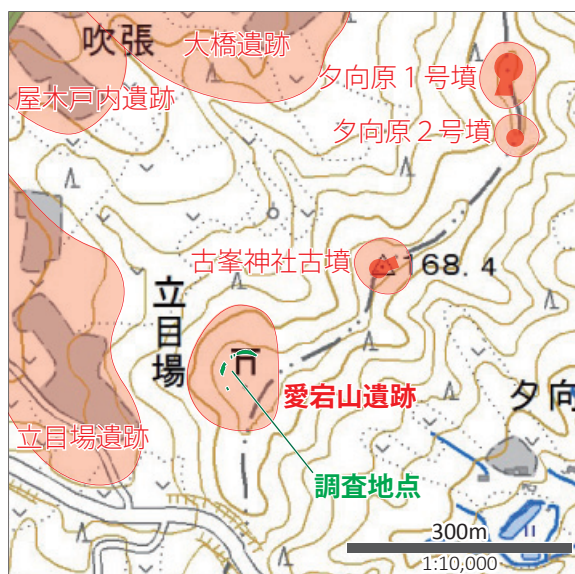 吹張
大橋遺跡
屋木戸内遺跡
夕向原1号墳
夕向原2号墳
古峯神社古墳
168.4
立目場
愛宕山遺跡
夕向
立目場遺跡
調査地点
300m
1:10,000